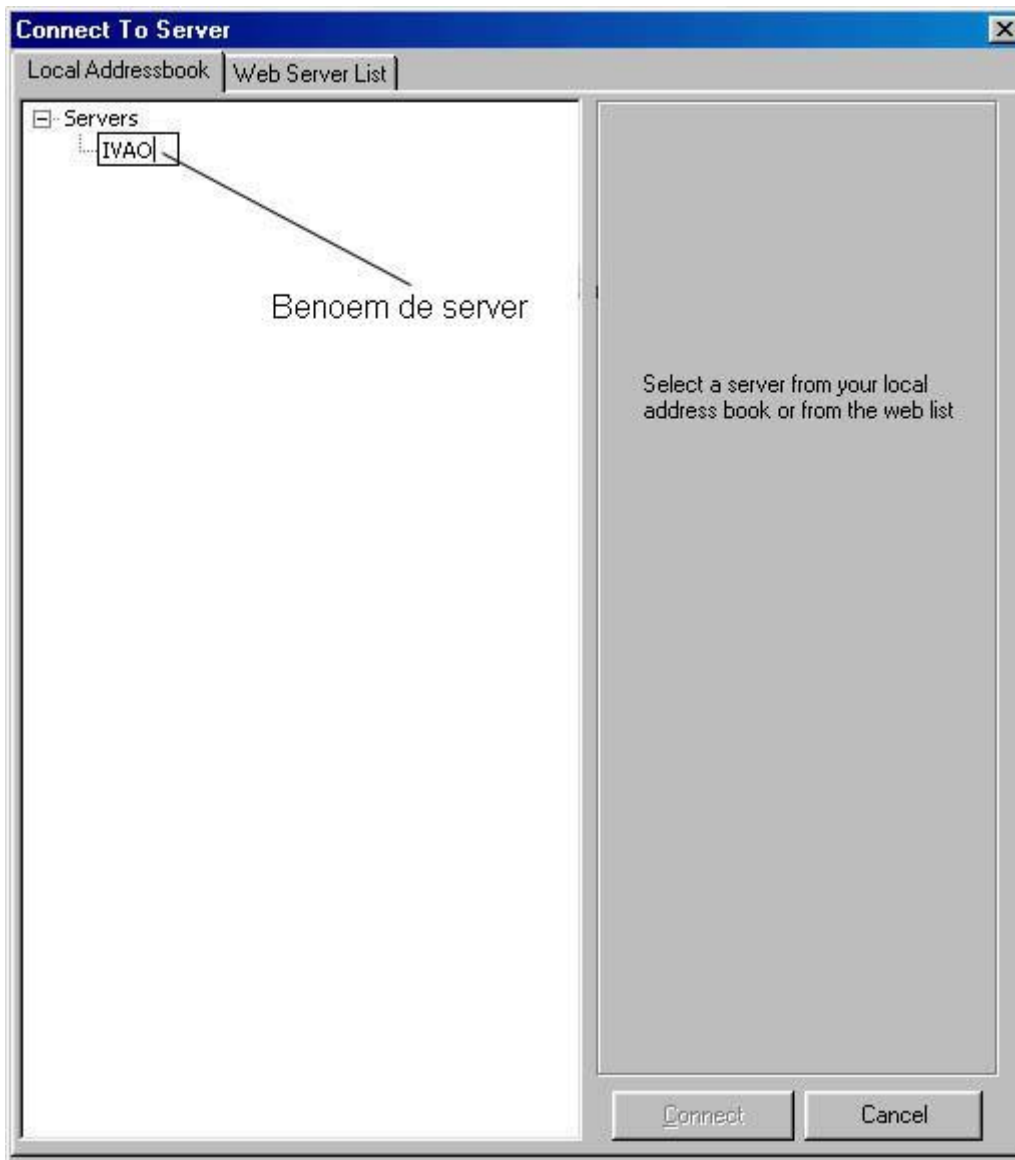 Connect To Server
Local Addressbook
Web Server List
Servers
IVAO
Benoem de server
Select a server from your local
address book or from the web list
Connect
Cancel